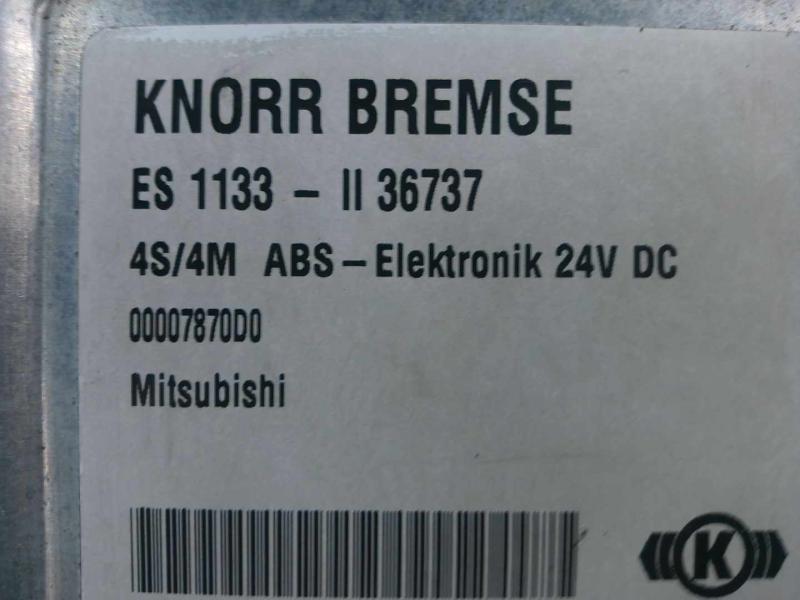 KNORR BREMSE
ES 1133 - II 36737
4S/4M ABS - Elektronik 24V DC
00007870D0
Mitsubishi
K